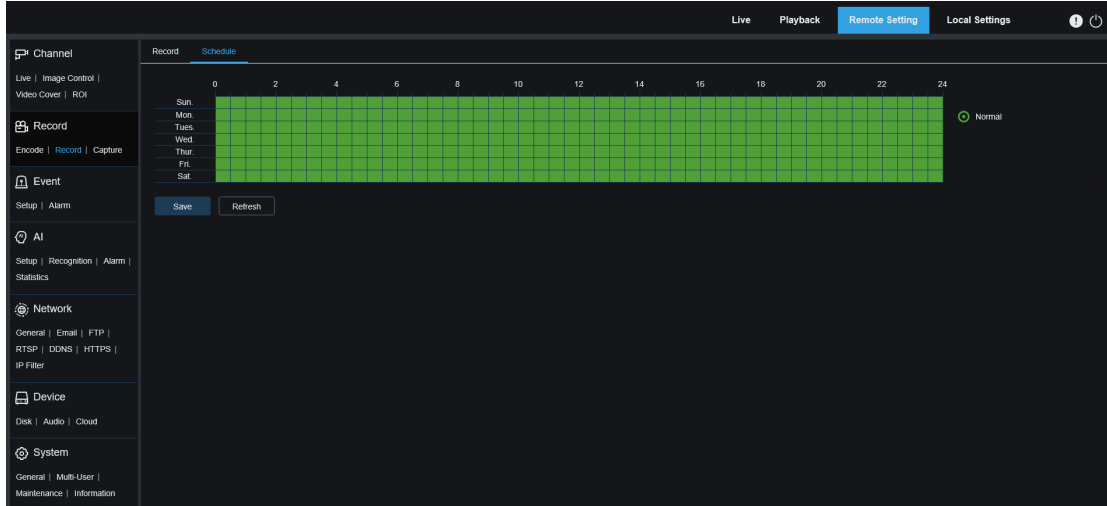 Live Playback Remote Setting Local Settings
Channel
Live | Image Control |
Video Cover | ROI
Record
Encode | Record | Capture
Event
Setup | Alarm
AI
Setup | Recognition | Alarm |
Statistics
Network
General | Email | FTP |
RTSP | DDNS | HTTPS |
IP Filter
Device
Disk | Audio | Cloud
System
General | Multi-User |
Maintenance | Information
Record Schedule
0 2 4 6 8 10 12 14 16 18 20 22 24
Sun.
Mon.
Tues.
Wed.
Thur.
Fri.
Sat.
Normal
Save Refresh